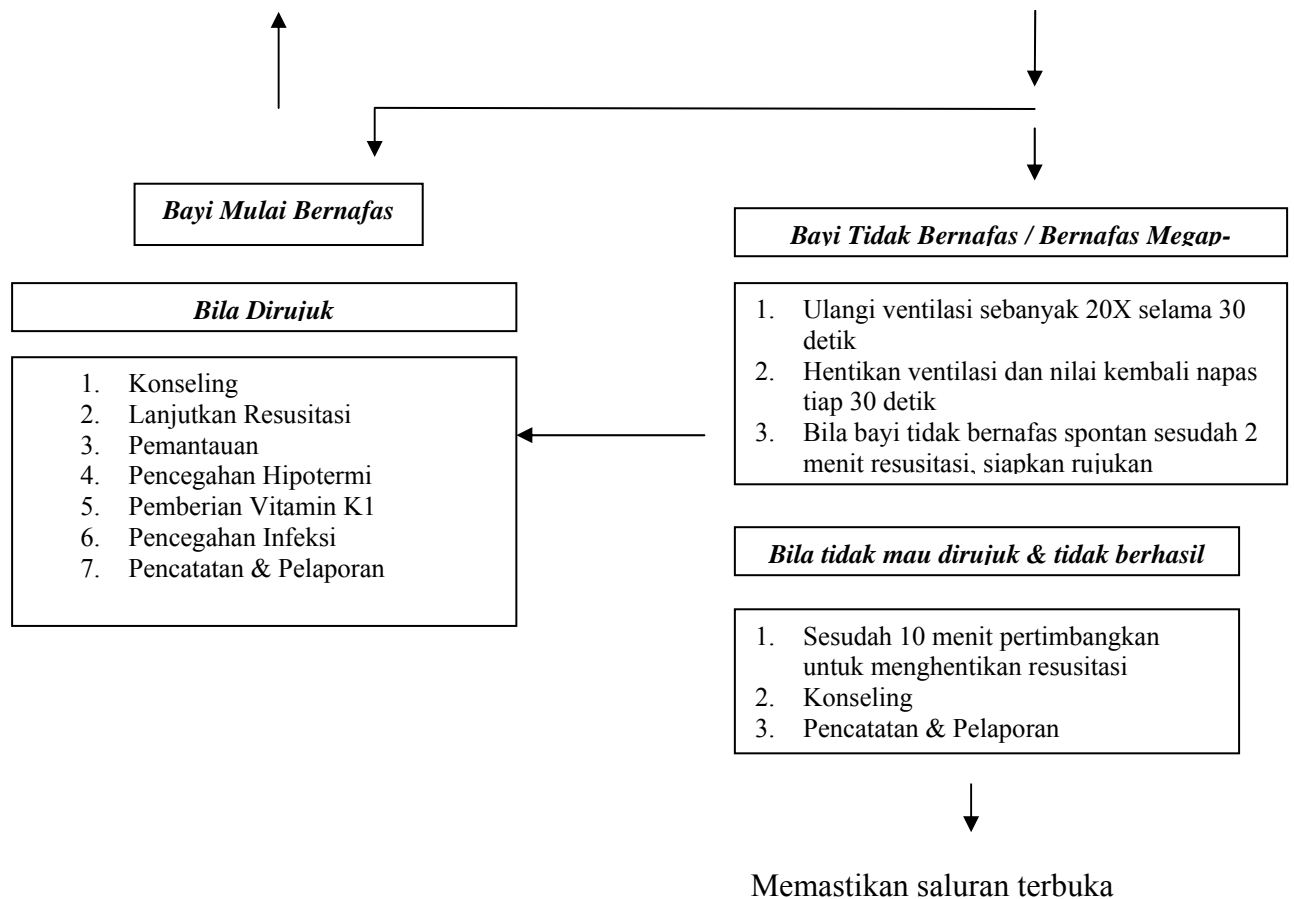 Bayi Mulai Bernafas
Bayi Tidak Bernafas / Bernafas Megap-
Bila Dirujuk
1. Konseling
2. Lanjutkan Resusitasi
3. Pemantauan
4. Pencegahan Hipotermi
5. Pemberian Vitamin K1
6. Pencegahan Infeksi
7. Pencatatan & Pelaporan
1. Ulangi ventilasi sebanyak 20X selama 30
detik
2. Hentikan ventilasi dan nilai kembali napas
tiap 30 detik
3. Bila bayi tidak bernafas spontan sesudah 2
menit resusitasi, siapkan rujukan
Bila tidak mau dirujuk & tidak berhasil
1. Sesudah 10 menit pertimbangkan
untuk menghentikan resusitasi
2. Konseling
3. Pencatatan & Pelaporan
Memastikan saluran terbuka